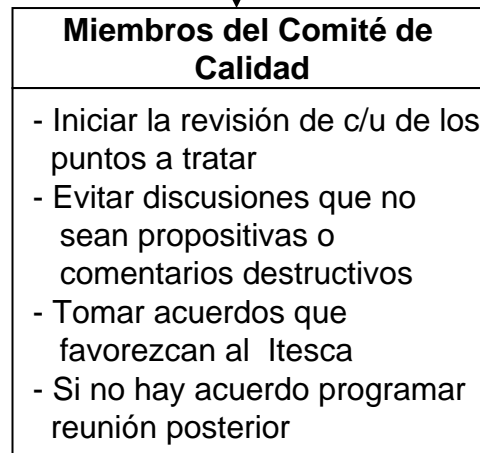 Miembros del Comité de
Calidad
- Iniciar la revisión de c/u de los
puntos a tratar
- Evitar discusiones que no
sean propositivas o
comentarios destructivos
- Tomar acuerdos que
favorezcan al  Itesca
- Si no hay acuerdo programar
reunión posterior